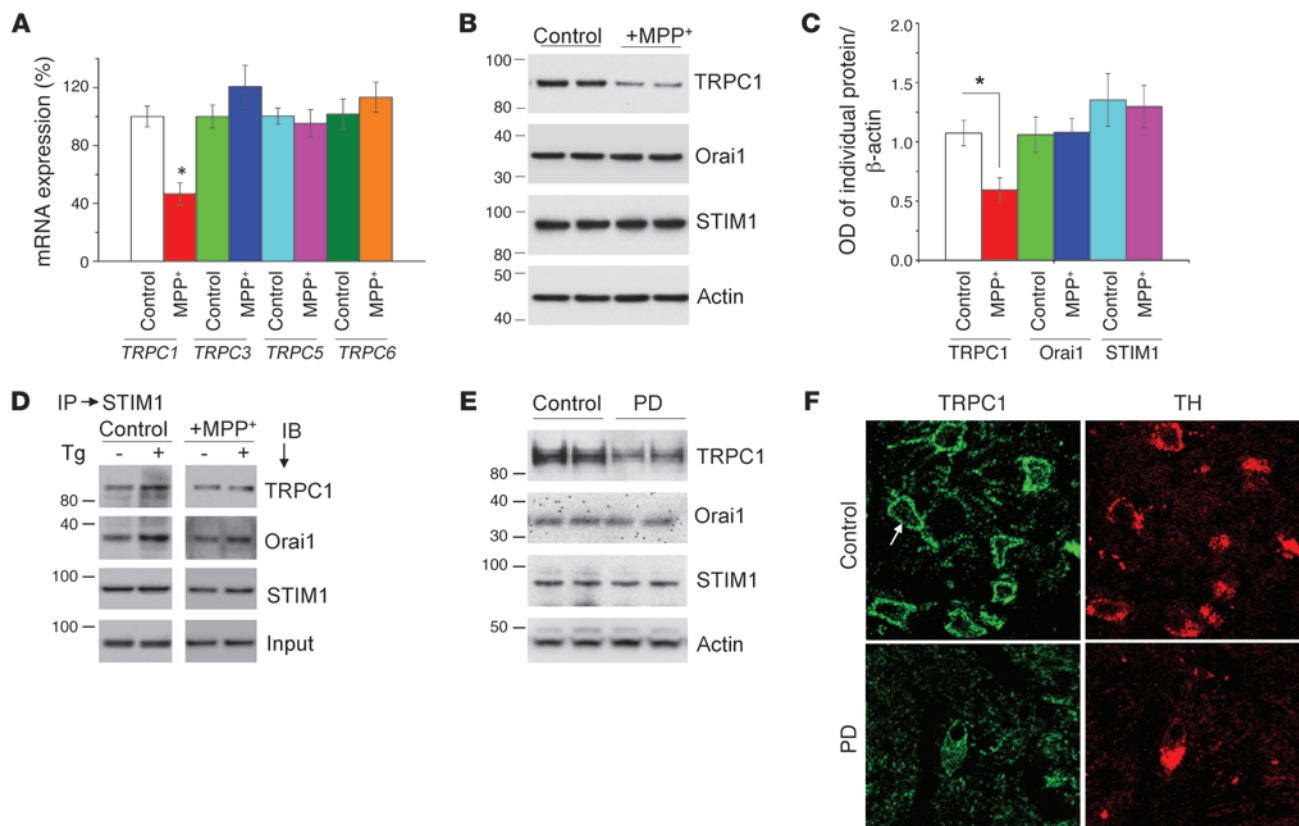 A
mRNA expression (%)
120
80
40
0
Control
MPP⁺
Control
MPP⁺
Control
MPP⁺
Control
MPP⁺
*
TRPC1 TRPC3 TRPC5 TRPC6
B
Control +MPP⁺
100
80
TRPC1
40
30
Orai1
100
80
STIM1
50
40
Actin
C
OD of individual protein/
β-actin
2.0
1.5
1.0
0.5
0.0
*
Control
MPP⁺
Control
MPP⁺
Control
MPP⁺
TRPC1 Orai1 STIM1
D
IP → STIM1
Control +MPP⁺ IB
Tg - + - +
80
TRPC1
40
Orai1
100
STIM1
100
Input
E
Control PD
80
TRPC1
40
30
Orai1
100
80
STIM1
50
Actin
F
TRPC1 TH
Control
PD